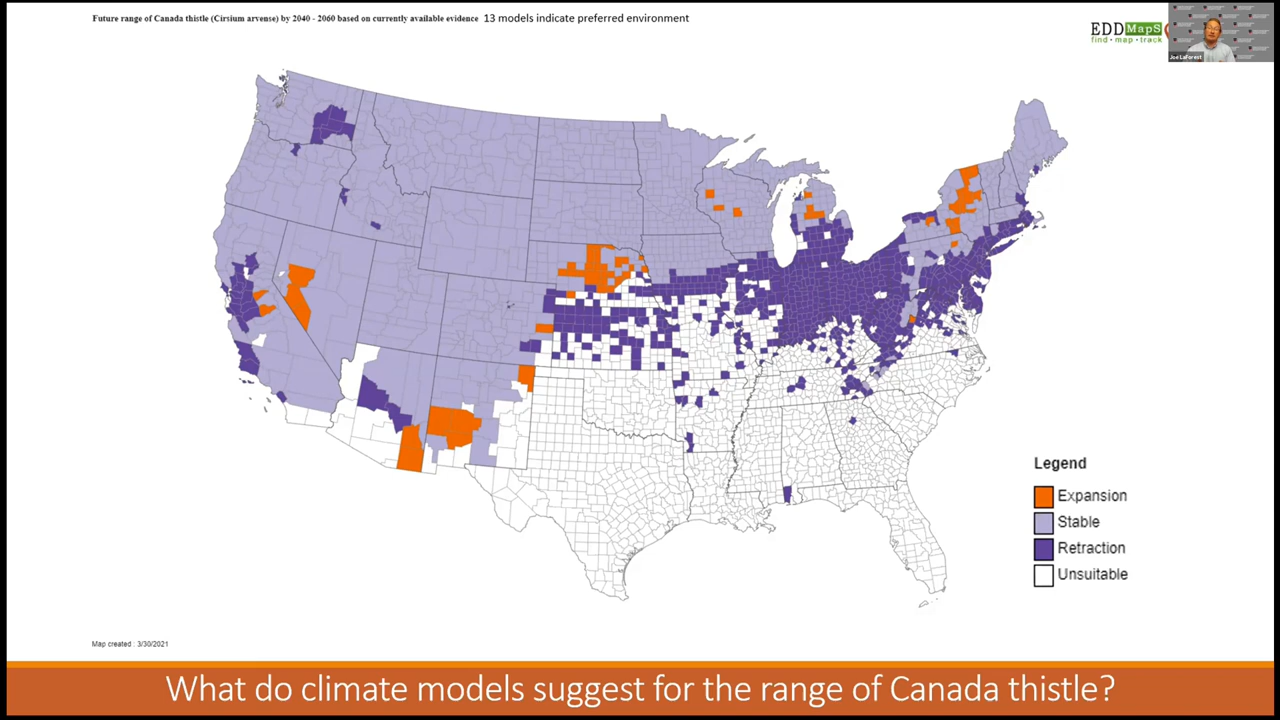 Future range of Canada thistle (Cirsium arvense) by 2040 - 2060 based on currently available evidence 13 models indicate preferred environment
EDDMapS
find • map • track
Joe LaForest
Legend
Expansion
Stable
Retraction
Unsuitable
Map created : 3/30/2021
What do climate models suggest for the range of Canada thistle?